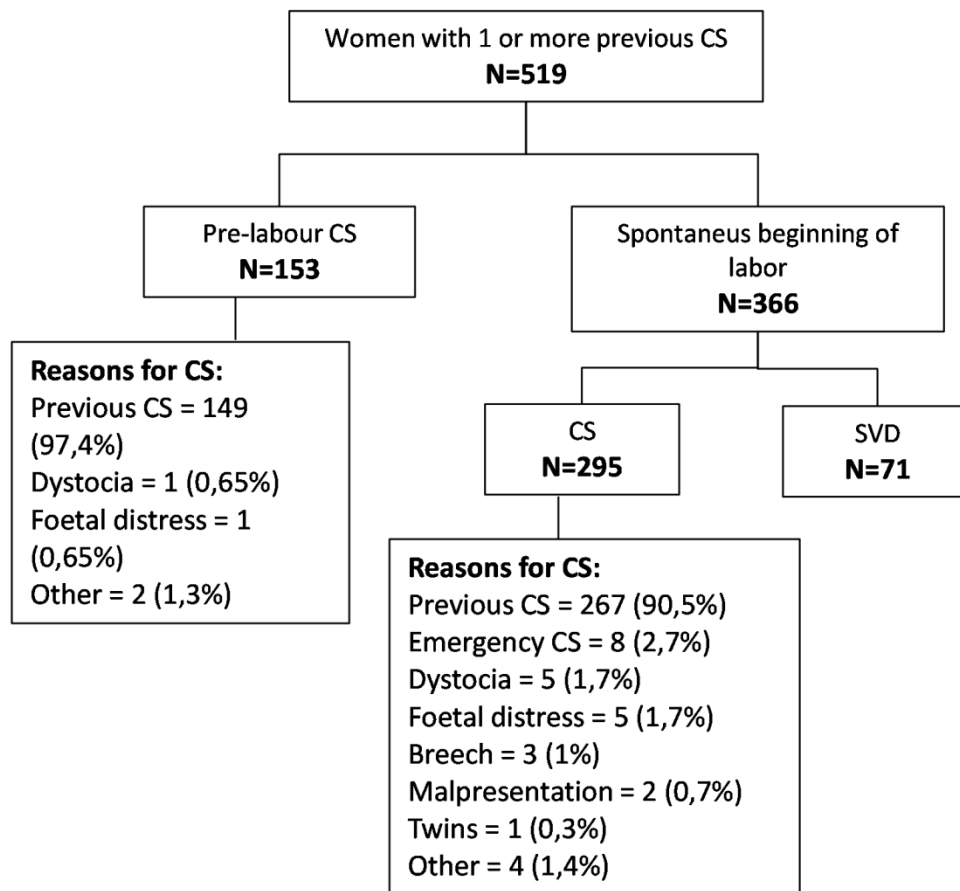 Women with 1 or more previous CS
N=519
Pre-labour CS
N=153
Spontaneus beginning of
labor
N=366
Reasons for CS:
Previous CS = 149
(97,4%)
Dystocia = 1 (0,65%)
Foetal distress = 1
(0,65%)
Other = 2 (1,3%)
CS
N=295
SVD
N=71
Reasons for CS:
Previous CS = 267 (90,5%)
Emergency CS = 8 (2,7%)
Dystocia = 5 (1,7%)
Foetal distress = 5 (1,7%)
Breech = 3 (1%)
Malpresentation = 2 (0,7%)
Twins = 1 (0,3%)
Other = 4 (1,4%)